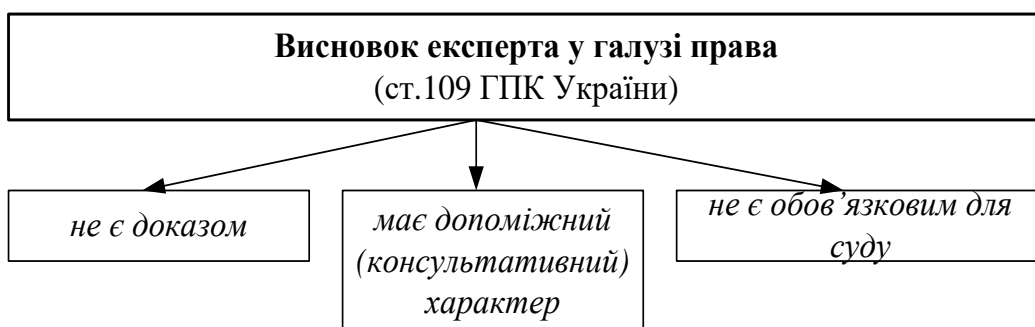 Висновок експерта у галузі права
(ст.109 ГПК України)
не є доказом
має допоміжний
(консультативний)
характер
не є обов’язковим для
суду